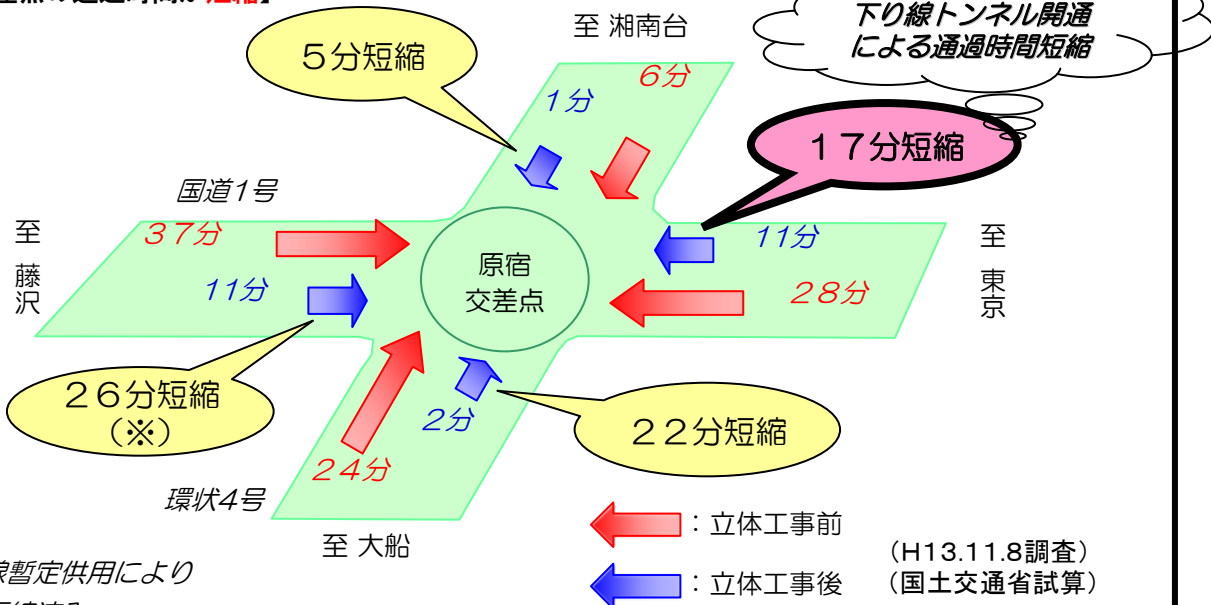 短縮】
下り線トンネル開通
による通過時間短縮
至 湘南台
5分短縮
6分
1分
17分短縮
国道1号
至 藤沢
37分
11分
原宿
交差点
11分
28分
至 東京
26分短縮
（※）
24分
2分
22分短縮
環状4号
至 大船
：立体工事前
（H13.11.8調査）
：立体工事後
（国土交通省試算）
線暫定供用により